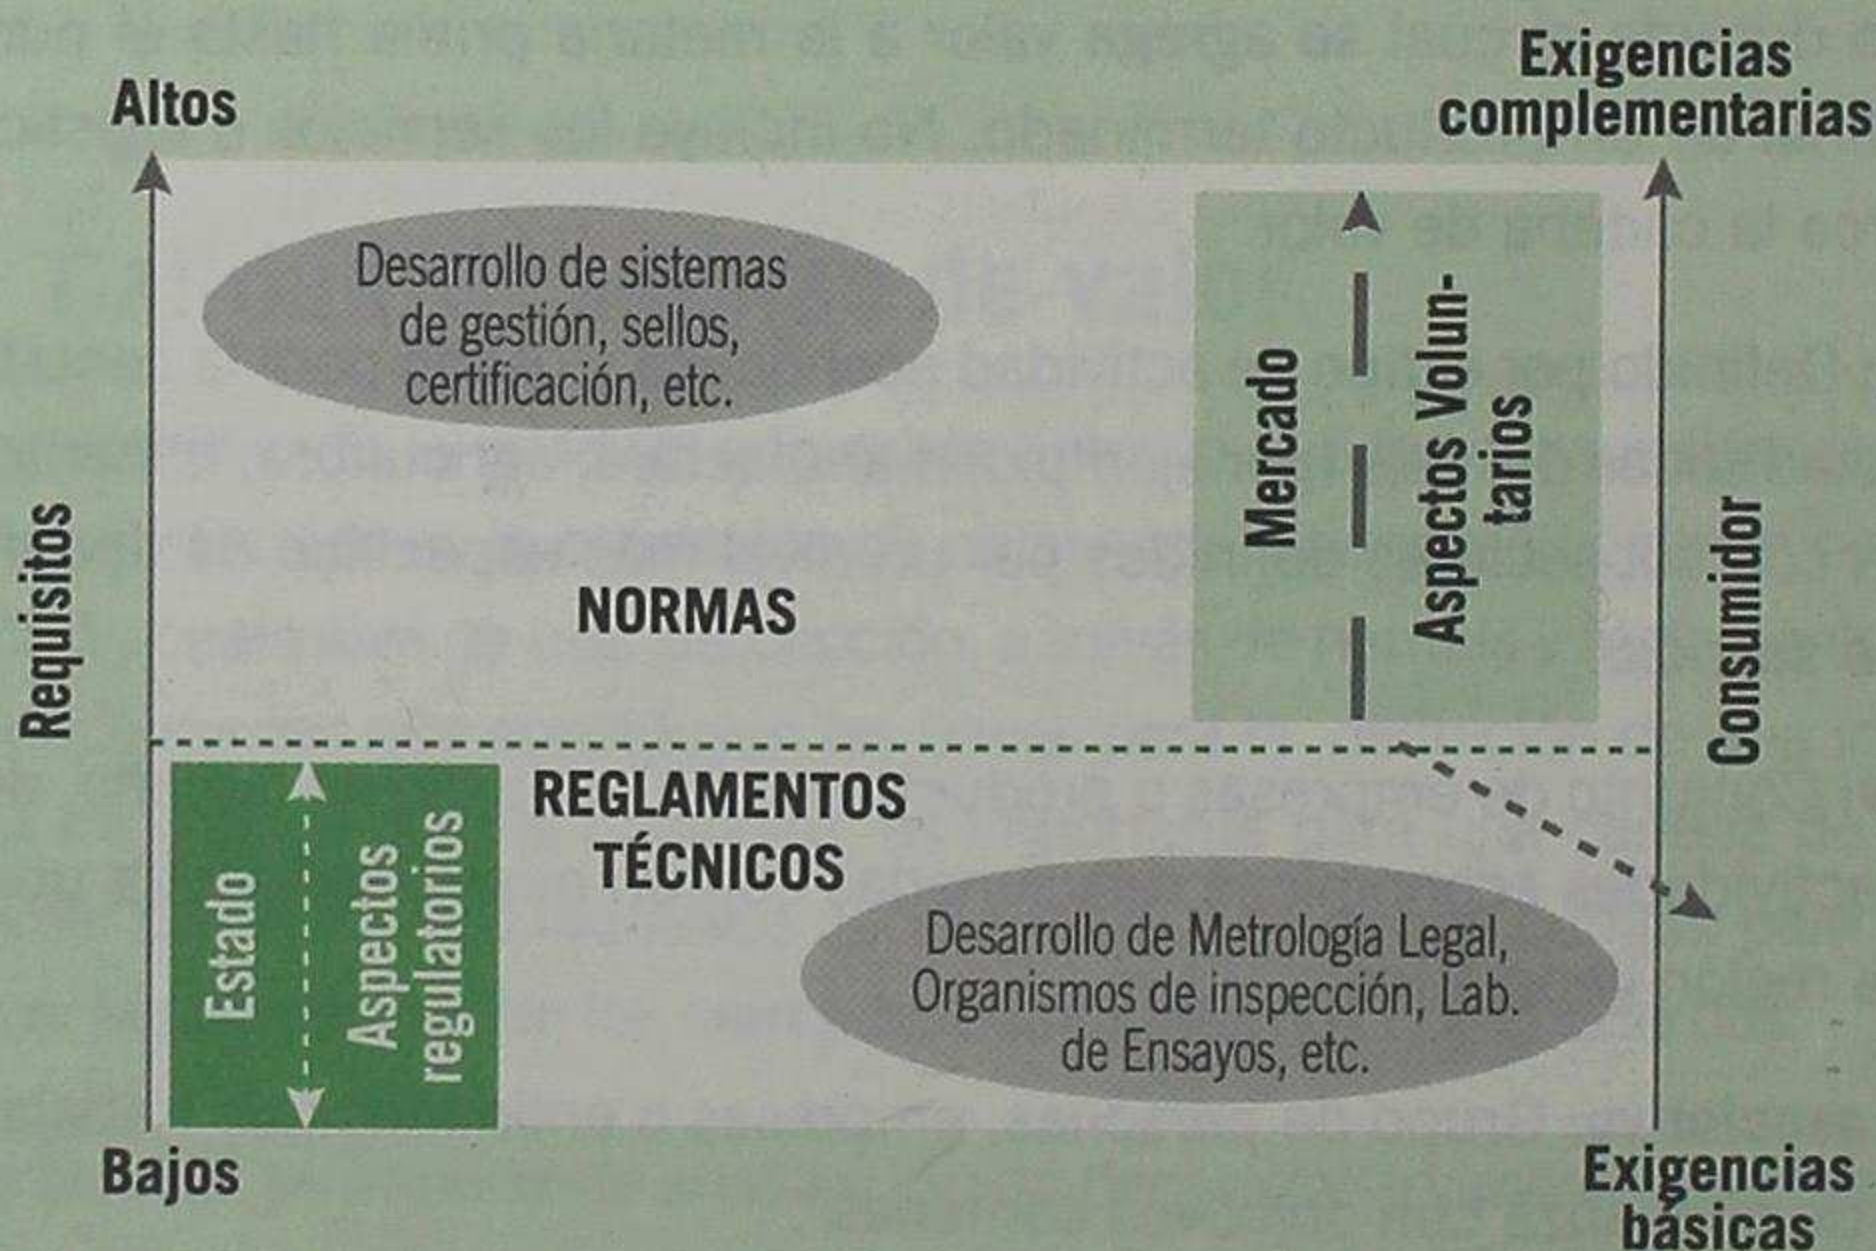 Altos
Exigencias
complementarias
Desarrollo de sistemas
de gestión, sellos,
certificación, etc.
Mercado
Aspectos Volun-
tarios
Requisitos
NORMAS
Consumidor
REGLAMENTOS
TÉCNICOS
Estado
Aspectos
regulatorios
Desarrollo de Metrología Legal,
Organismos de inspección, Lab.
de Ensayos, etc.
Bajos
Exigencias
básicas